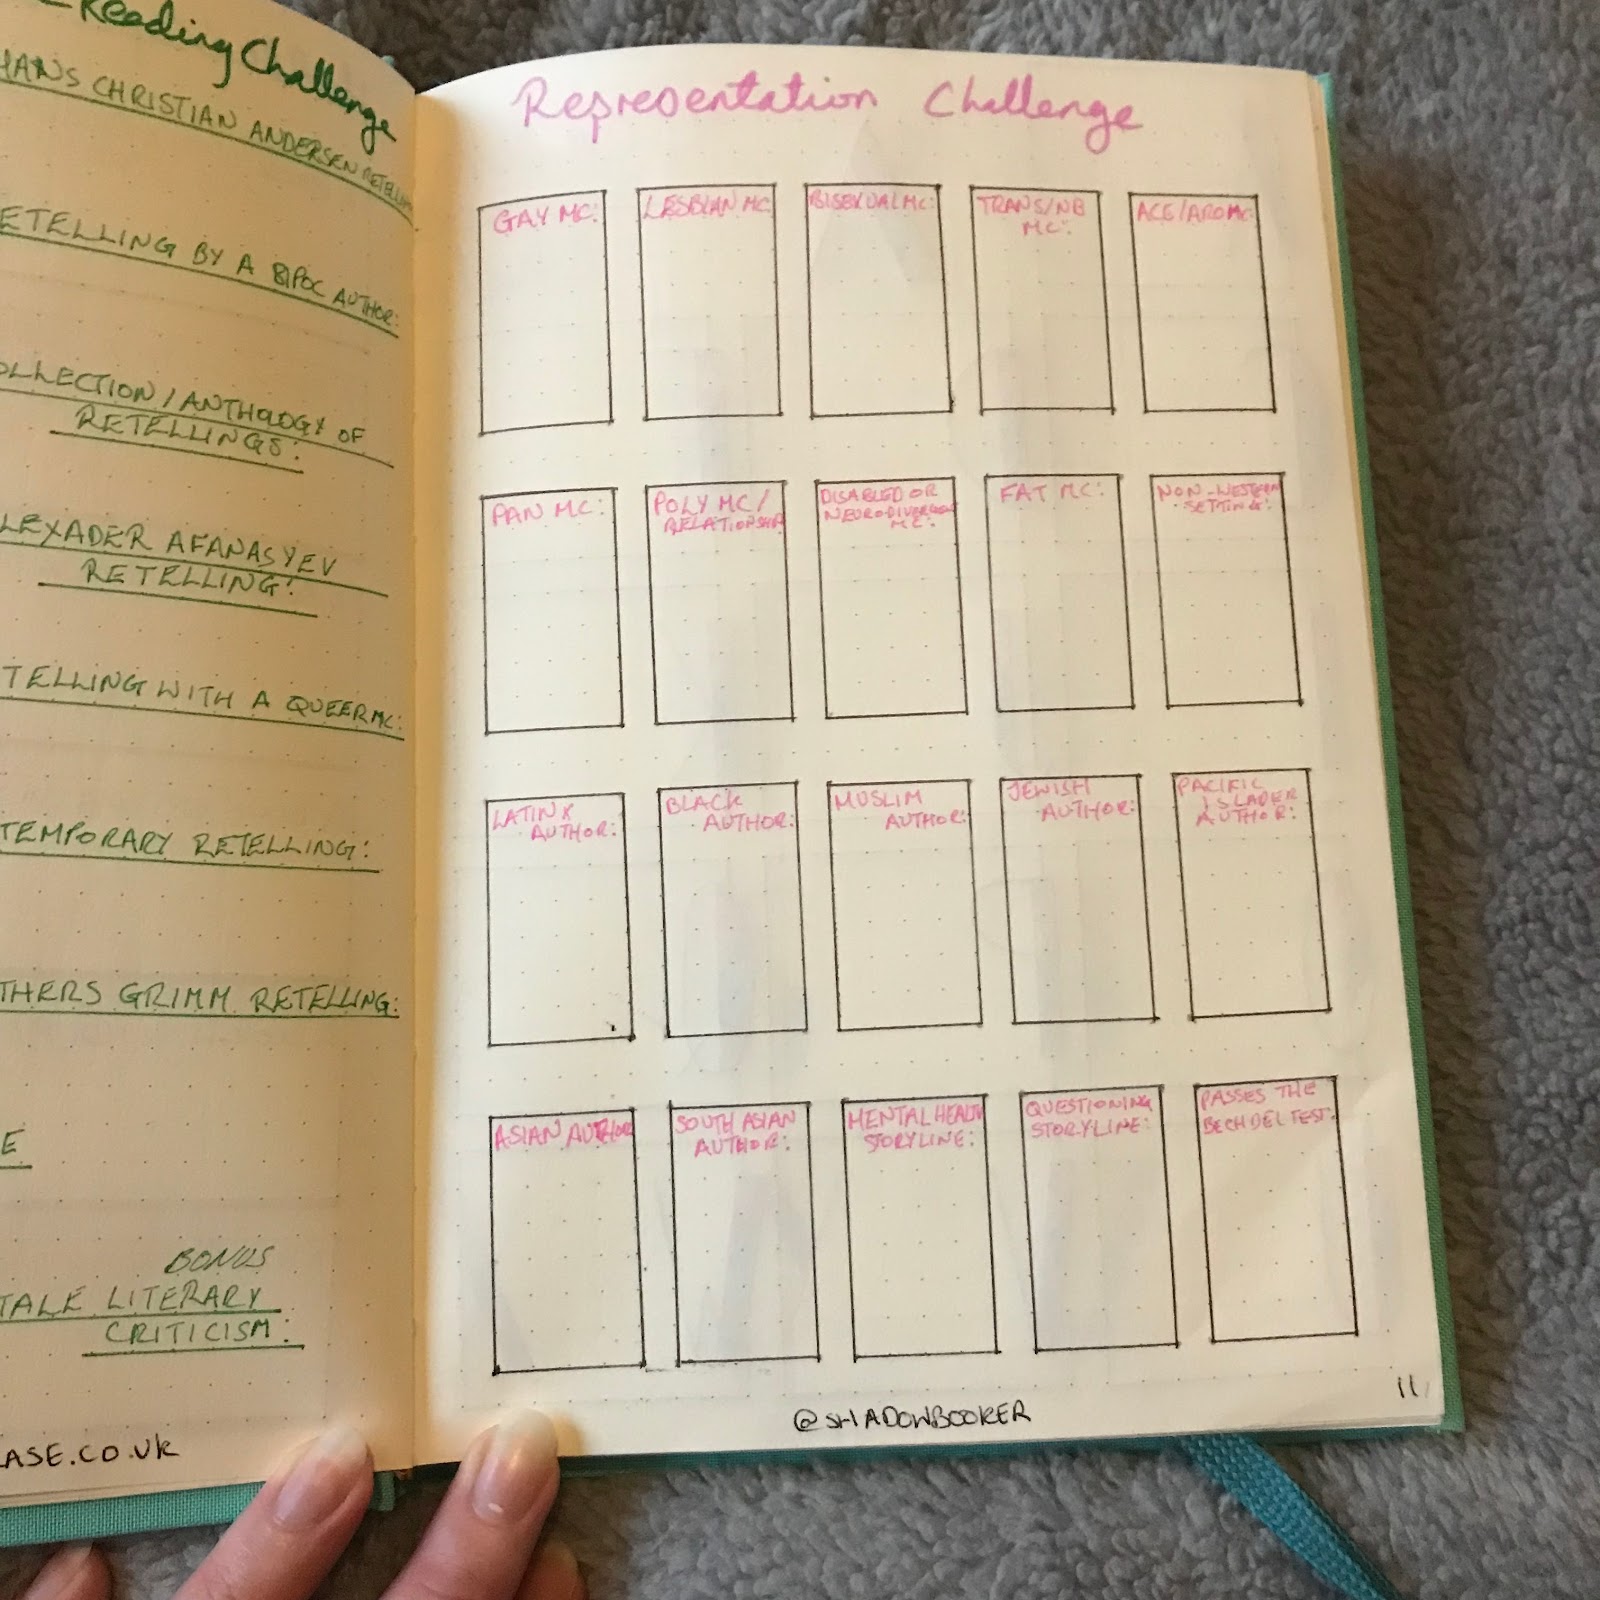 Reading Challenge
HANS CHRISTIAN ANDERSEN
ETELLING BY A BIPOC AUTHOR:
OLLECTION/ANTHOLOGY OF
RETELLINGS:
LEXADER AFANASYEV
RETELLING:
TELLING WITH A QUEER MC:
TEMPORARY RETELLING:
THERS GRIMM RETELLING:
E
BONUS
TALE LITERARY
CRITICISM:
ASE.CO.UK
Representation Challenge
GAY MC:
LESBIAN MC
BISEXUAL MC:
TRANS/NB
MC:
ACE/ARO MC:
PAN MC:
POLY MC/
RELATIONSHIP
DISABLED OR
NEURODIVERGENT
MC:
FAT MC:
NON-WESTERN
SETTING:
LATINX
AUTHOR:
BLACK
AUTHOR:
MUSLIM
AUTHOR:
JEWISH
AUTHOR:
PACIFIC
ISLADER
AUTHOR:
ASIAN AUTHOR
SOUTH ASIAN
AUTHOR:
MENTAL HEALTH
STORYLINE:
QUESTIONING
STORYLINE:
PASSES THE
BECHDEL TEST:
@SHADOWBOOKER
11